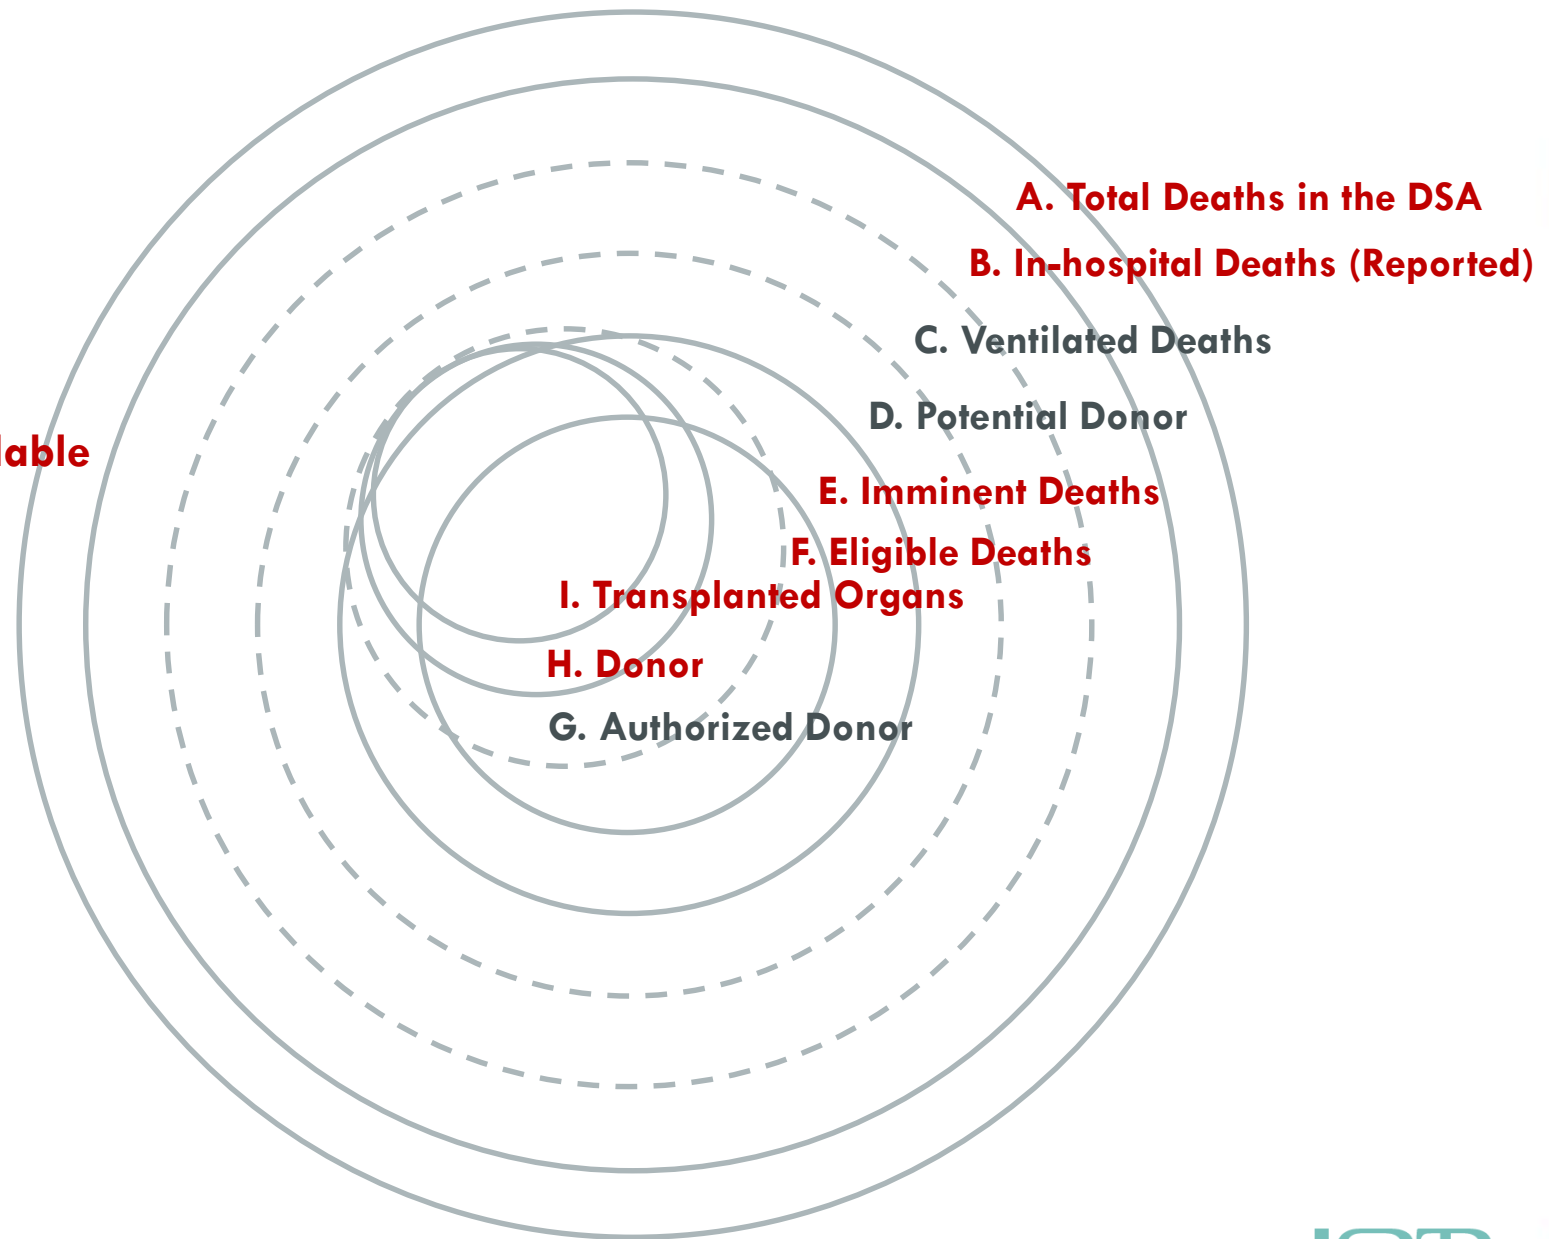 A. Total Deaths in the DSA
B. In-hospital Deaths (Reported)
C. Ventilated Deaths
D. Potential Donor
lable
E. Imminent Deaths
F. Eligible Deaths
I. Transplanted Organs
H. Donor
G. Authorized Donor